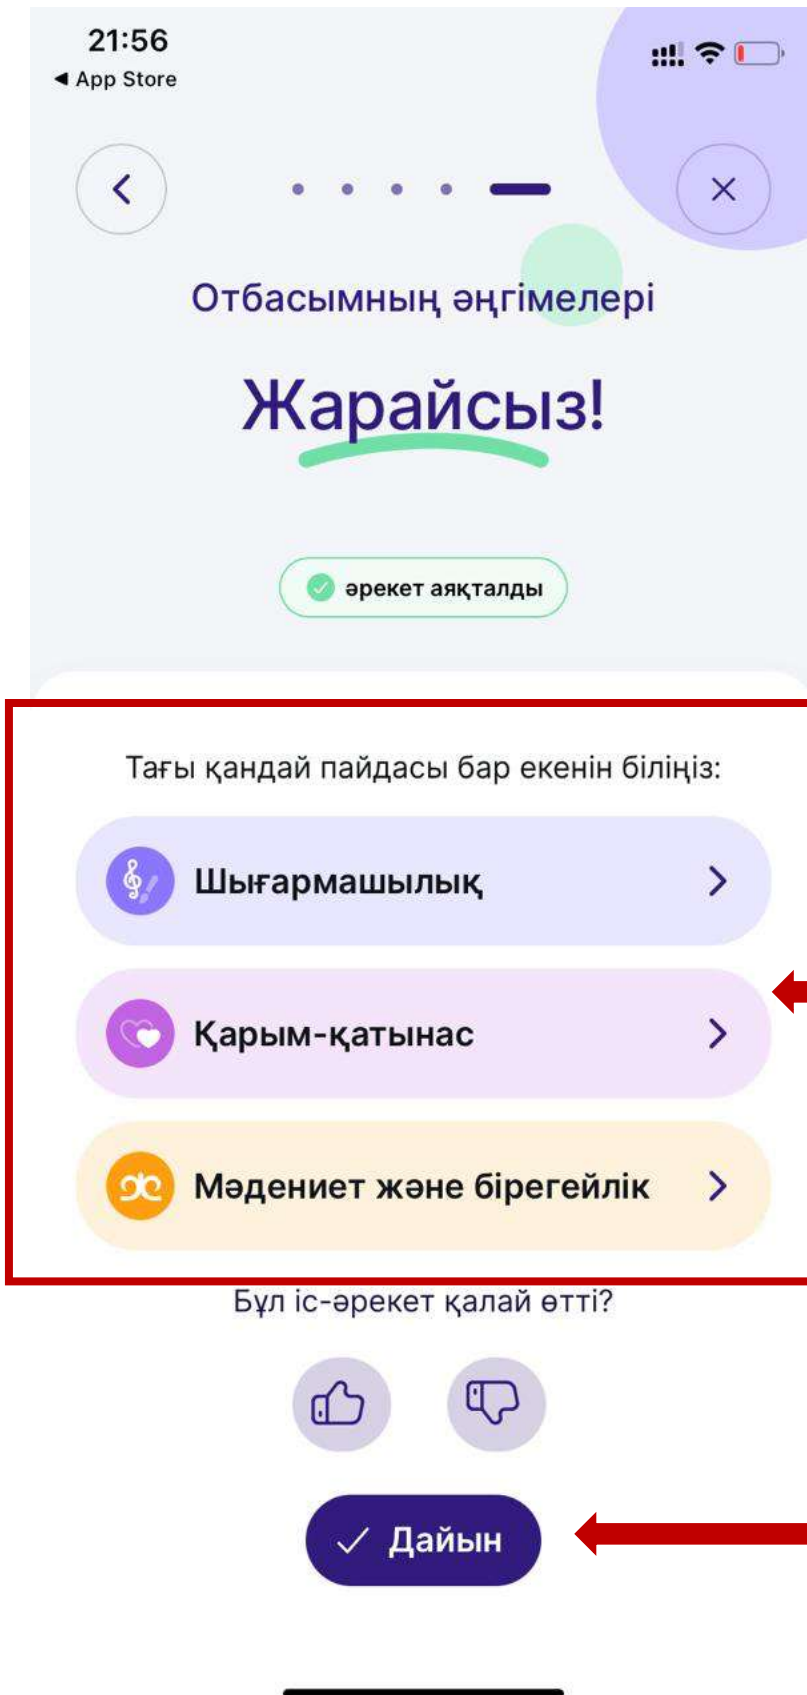 21:56
◀ App Store
Отбасымның әңгімелері
Жарайсыз!
әрекет аяқталды
Тағы қандай пайдасы бар екенін біліңіз:
Шығармашылық
Қарым-қатынас
Мәдениет және бірегейлік
Бұл іс-әрекет қалай өтті?
Дайын